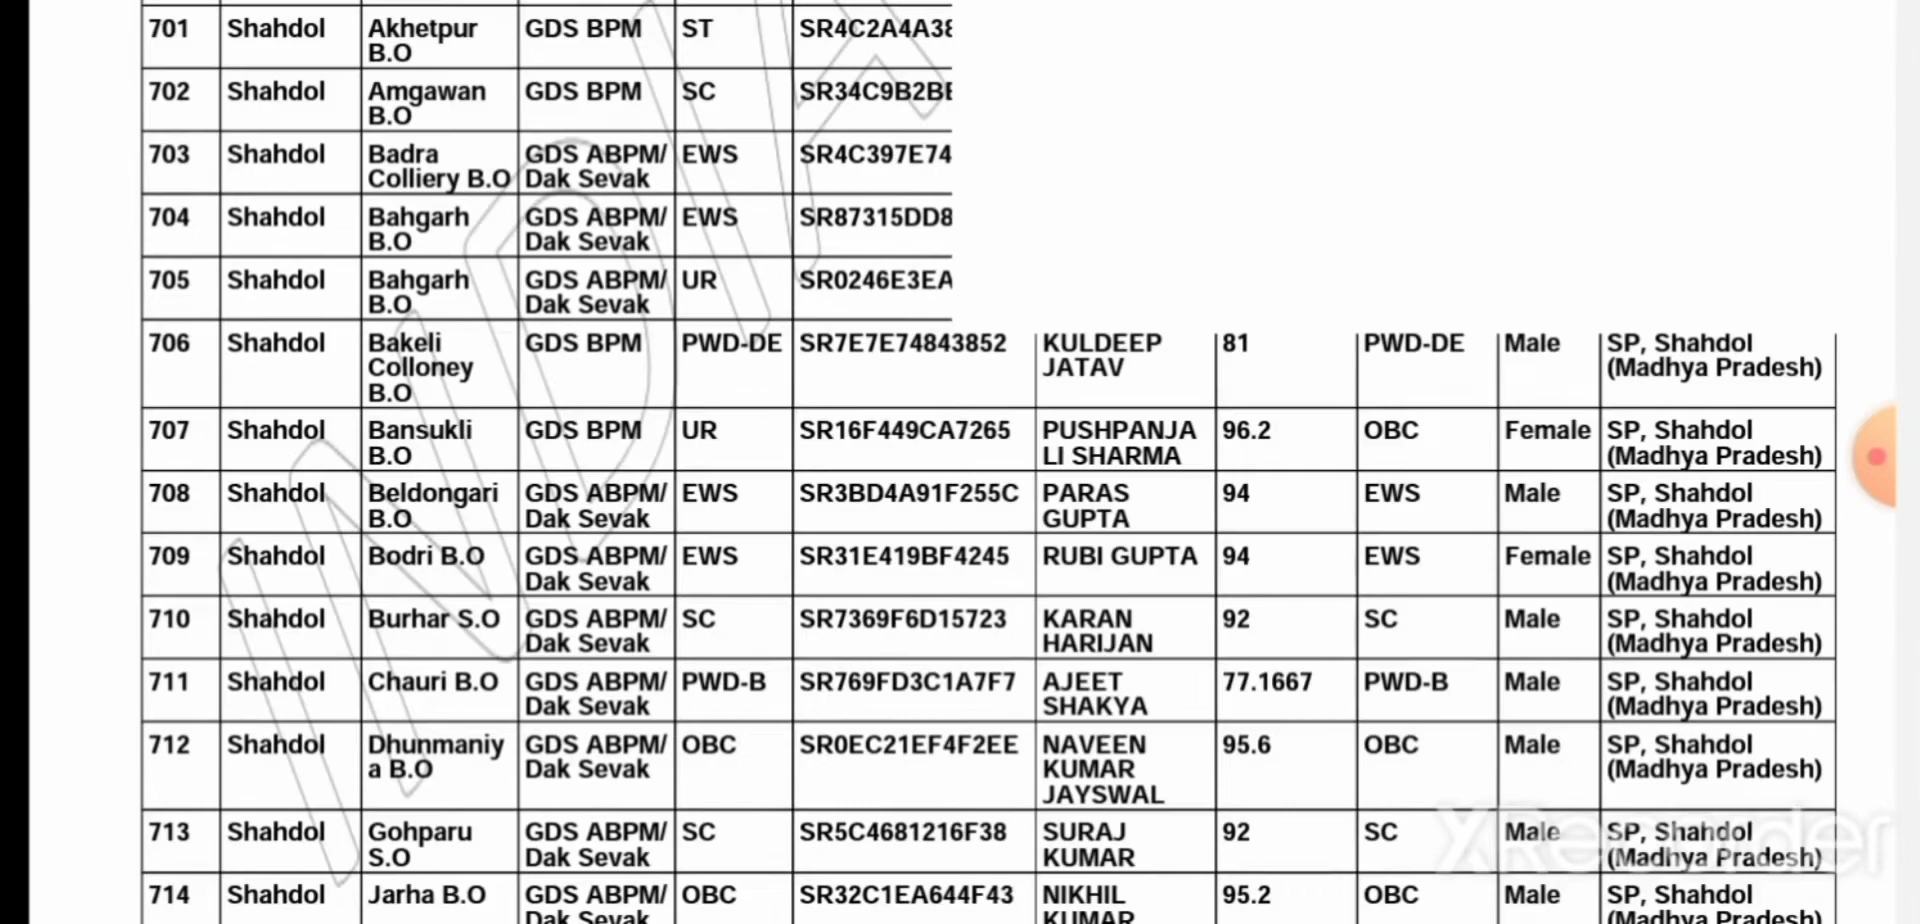 701 Shahdol Akhetpur GDS BPM ST SR4C2A4A38
B.O
702 Shahdol Amgawan GDS BPM SC SR34C9B2BE
B.O
703 Shahdol Badra GDS ABPM/ EWS SR4C397E74
Colliery B.O Dak Sevak
704 Shahdol Bahgarh GDS ABPM/ EWS SR87315DD8
B.O Dak Sevak
705 Shahdol Bahgarh GDS ABPM/ UR SR0246E3EA
B.O Dak Sevak
706 Shahdol Bakeli GDS BPM PWD-DE SR7E7E74843852 KULDEEP 81 PWD-DE Male SP, Shahdol
Colloney JATAV (Madhya Pradesh)
B.O
707 Shahdol Bansukli GDS BPM UR SR16F449CA7265 PUSHPANJA 96.2 OBC Female SP, Shahdol
B.O LI SHARMA (Madhya Pradesh)
708 Shahdol Beldongari GDS ABPM/ EWS SR3BD4A91F255C PARAS 94 EWS Male SP, Shahdol
B.O Dak Sevak GUPTA (Madhya Pradesh)
709 Shahdol Bodri B.O GDS ABPM/ EWS SR31E419BF4245 RUBI GUPTA 94 EWS Female SP, Shahdol
Dak Sevak (Madhya Pradesh)
710 Shahdol Burhar S.O GDS ABPM/ SC SR7369F6D15723 KARAN 92 SC Male SP, Shahdol
Dak Sevak HARIJAN (Madhya Pradesh)
711 Shahdol Chauri B.O GDS ABPM/ PWD-B SR769FD3C1A7F7 AJEET 77.1667 PWD-B Male SP, Shahdol
Dak Sevak SHAKYA (Madhya Pradesh)
712 Shahdol Dhunmaniy GDS ABPM/ OBC SR0EC21EF4F2EE NAVEEN 95.6 OBC Male SP, Shahdol
a B.O Dak Sevak KUMAR (Madhya Pradesh)
JAYSWAL
713 Shahdol Gohparu GDS ABPM/ SC SR5C4681216F38 SURAJ 92 SC Male SP, Shahdol
S.O Dak Sevak KUMAR (Madhya Pradesh)
714 Shahdol Jarha B.O GDS ABPM/ OBC SR32C1EA644F43 NIKHIL 95.2 OBC Male SP, Shahdol
Dak Sevak KUMAR (Madhya Pradesh)
INDIA
XRecorder